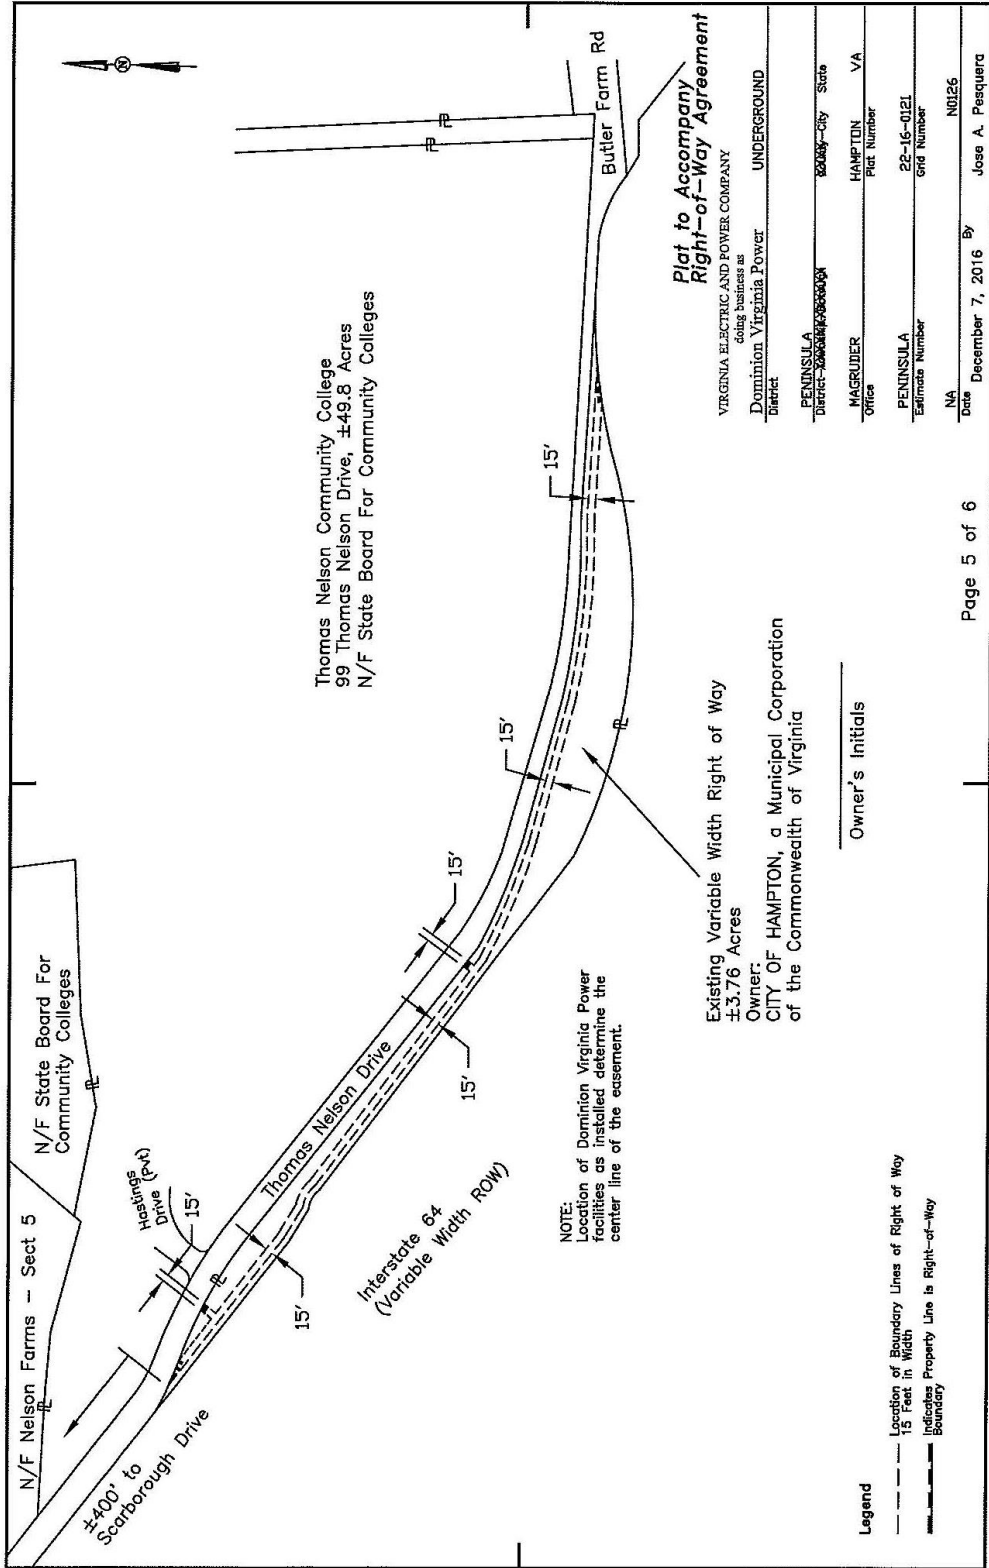 N/F Nelson Farms - Sect 5
N/F State Board For
Community Colleges
±400' to
Scarborough Drive
Hastings
Drive (Pvt)
15'
15'
Thomas Nelson Drive
Interstate 64
(Variable Width ROW)
15'
15'
15'
15'
Thomas Nelson Community College
99 Thomas Nelson Drive, ±49.8 Acres
N/F State Board For Community Colleges
Butler Farm Rd
N
PL
PL
PL
PL
PL
PL
NOTE:
Location of Dominion Virginia Power
facilities as installed determine the
center line of the easement.
Existing Variable Width Right of Way
±3.76 Acres
Owner:
CITY OF HAMPTON, a Municipal Corporation
of the Commonwealth of Virginia
Owner's Initials
Legend
Location of Boundary Lines of Right of Way
15 Feet in Width
Indicates Property Line is Right-of-Way
Boundary
Page 5 of 6
Plat to Accompany
Right-of-Way Agreement
VIRGINIA ELECTRIC AND POWER COMPANY
doing business as
Dominion Virginia Power UNDERGROUND
District
PENINSULA
District- City State
MAGRUDER HAMPTON VA
Office Plat Number
PENINSULA 22-16-0121
Estimate Number Grid Number
NA N0126
Date December 7, 2016 By Jose A. Pesquera